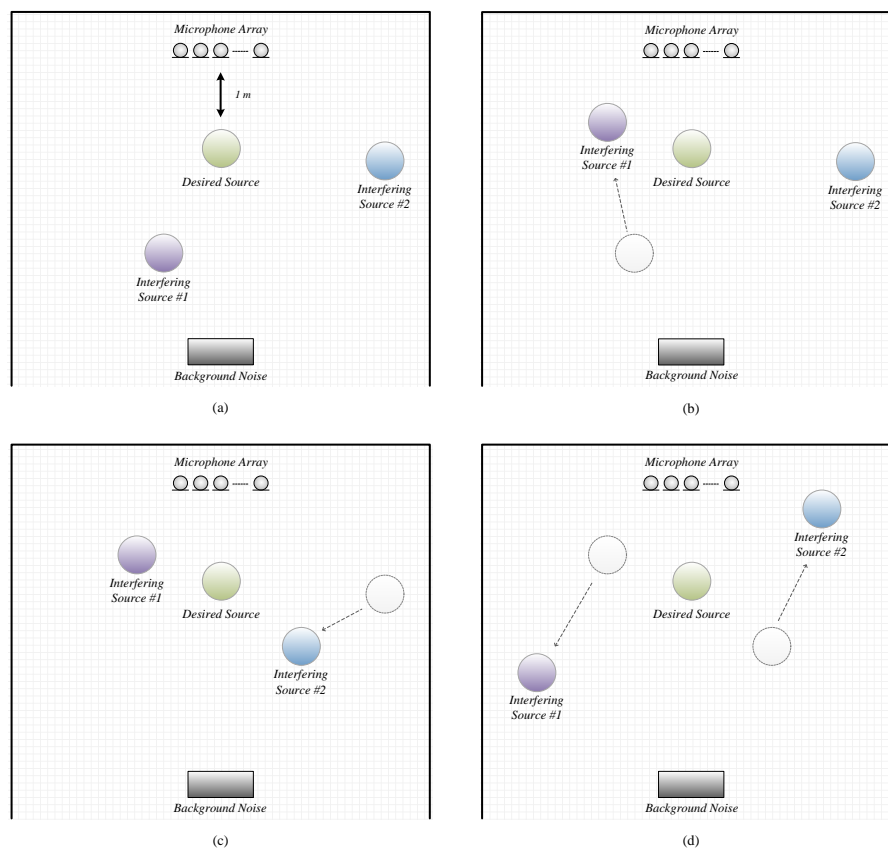 Microphone Array
1 m
Desired Source
Interfering
Source #2
Interfering
Source #1
Background Noise
(a)
Microphone Array
Interfering
Source #1
Desired Source
Interfering
Source #2
Background Noise
(b)
Microphone Array
Interfering
Source #1
Desired Source
Interfering
Source #2
Background Noise
(c)
Microphone Array
Interfering
Source #2
Desired Source
Interfering
Source #1
Background Noise
(d)